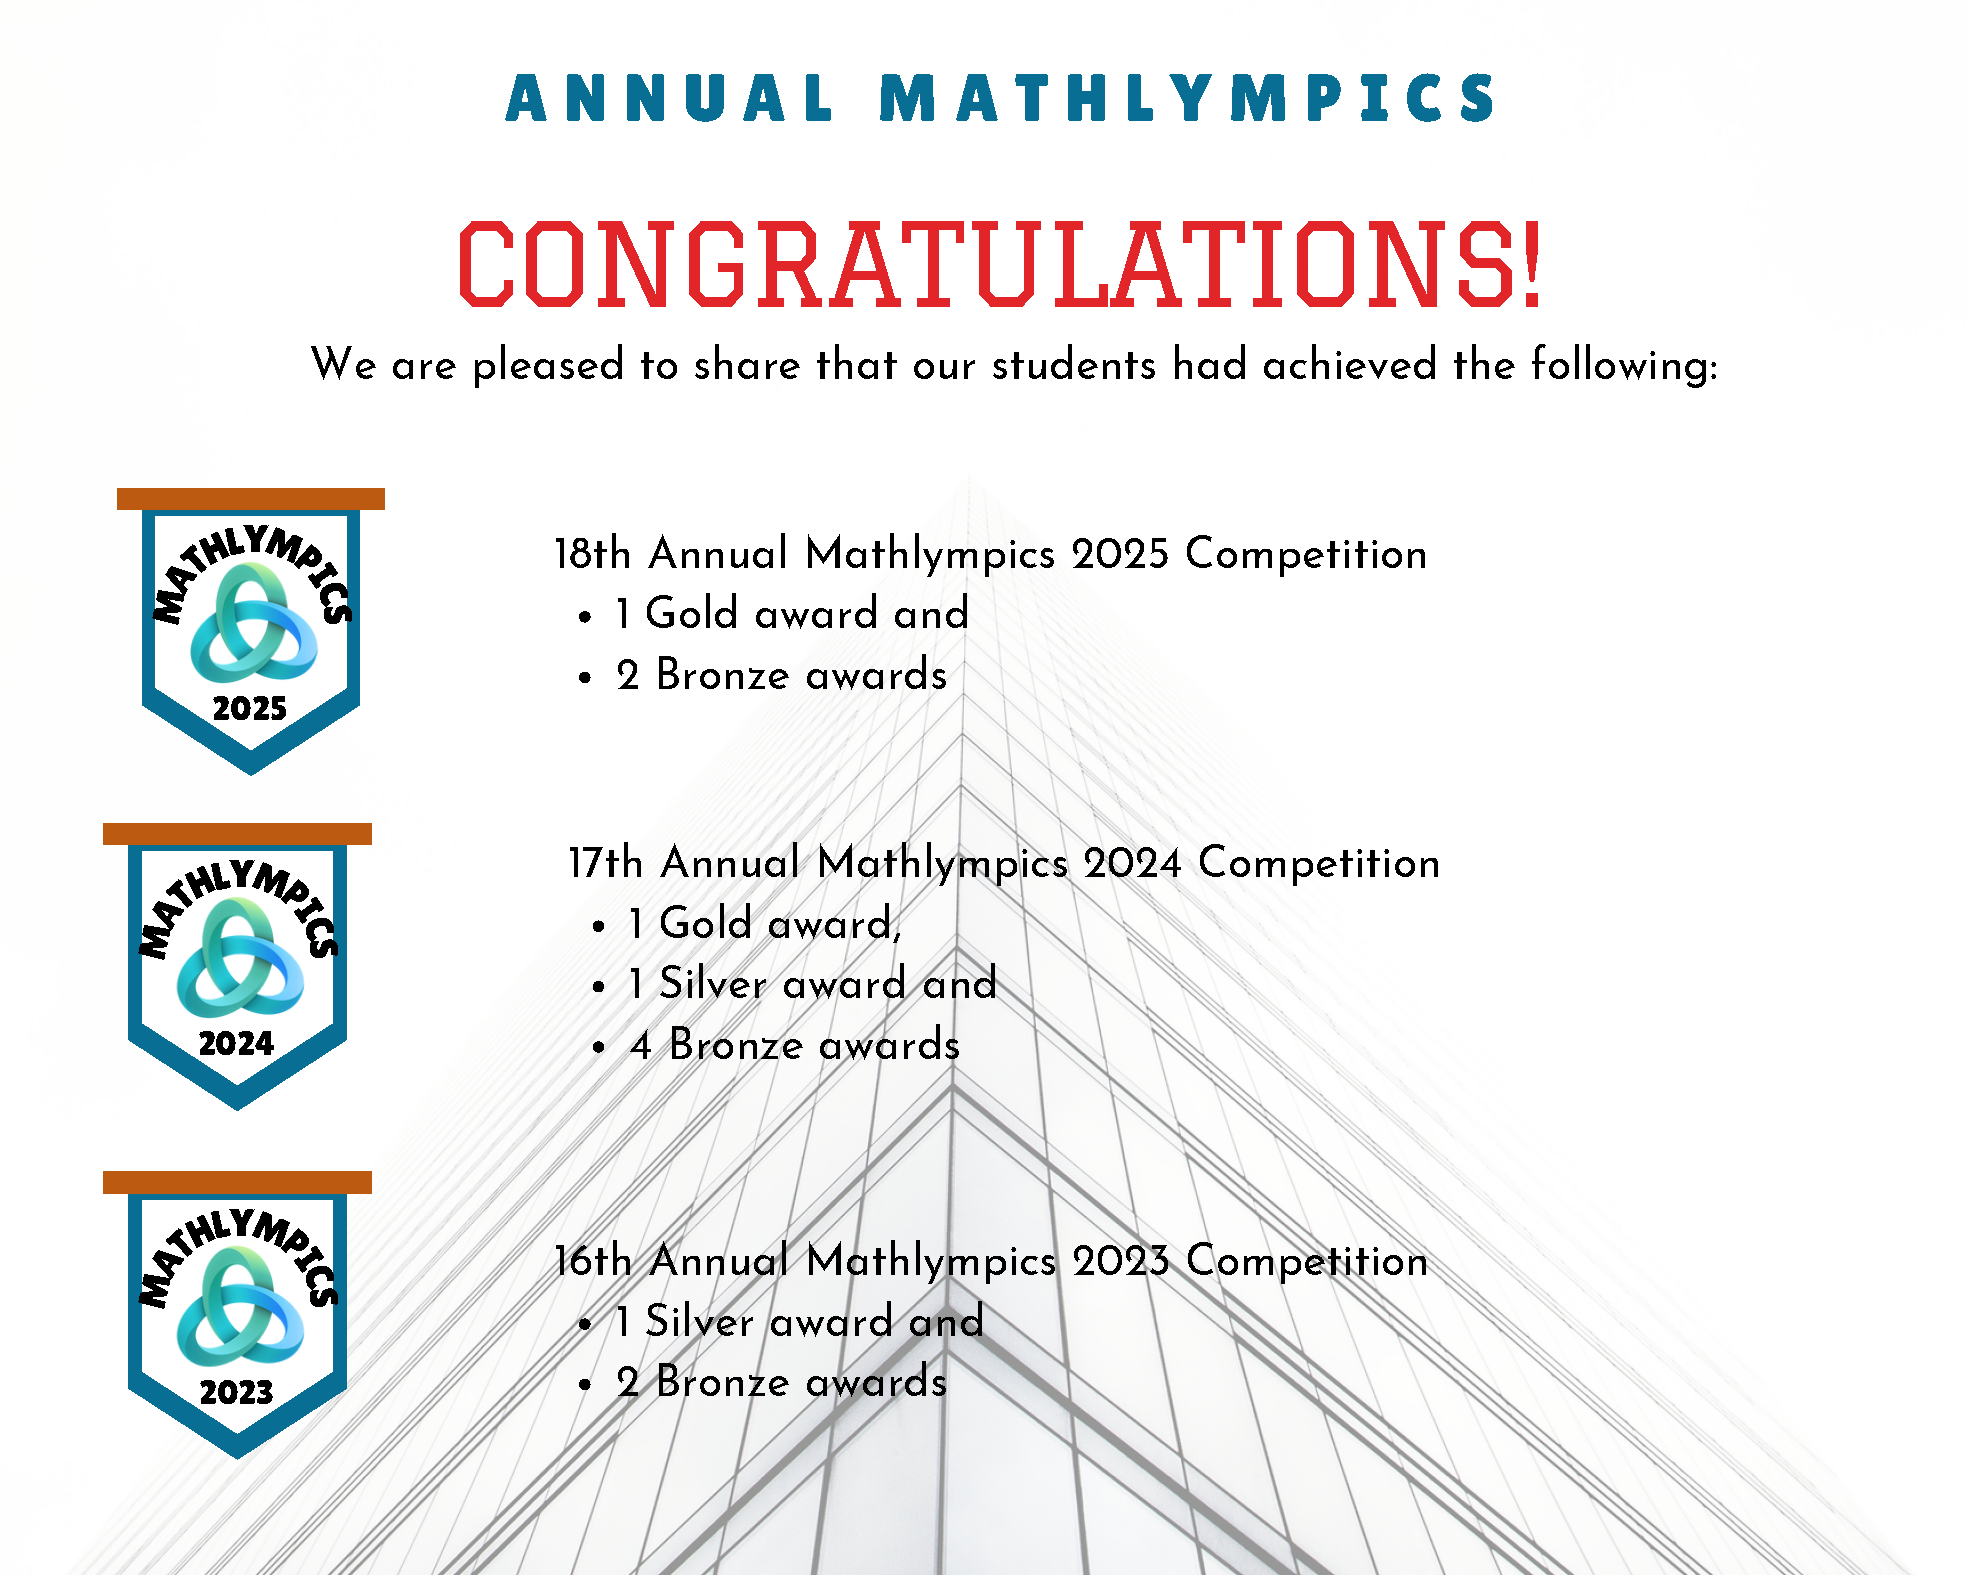 ANNUAL MATHLYMPICS
CONGRATULATIONS!
We are pleased to share that our students had achieved the following:
MATHLYMPICS
2025
18th Annual Mathlympics 2025 Competition
• 1 Gold award and
• 2 Bronze awards
MATHLYMPICS
2024
17th Annual Mathlympics 2024 Competition
• 1 Gold award,
• 1 Silver award and
• 4 Bronze awards
MATHLYMPICS
2023
16th Annual Mathlympics 2023 Competition
• 1 Silver award and
• 2 Bronze awards